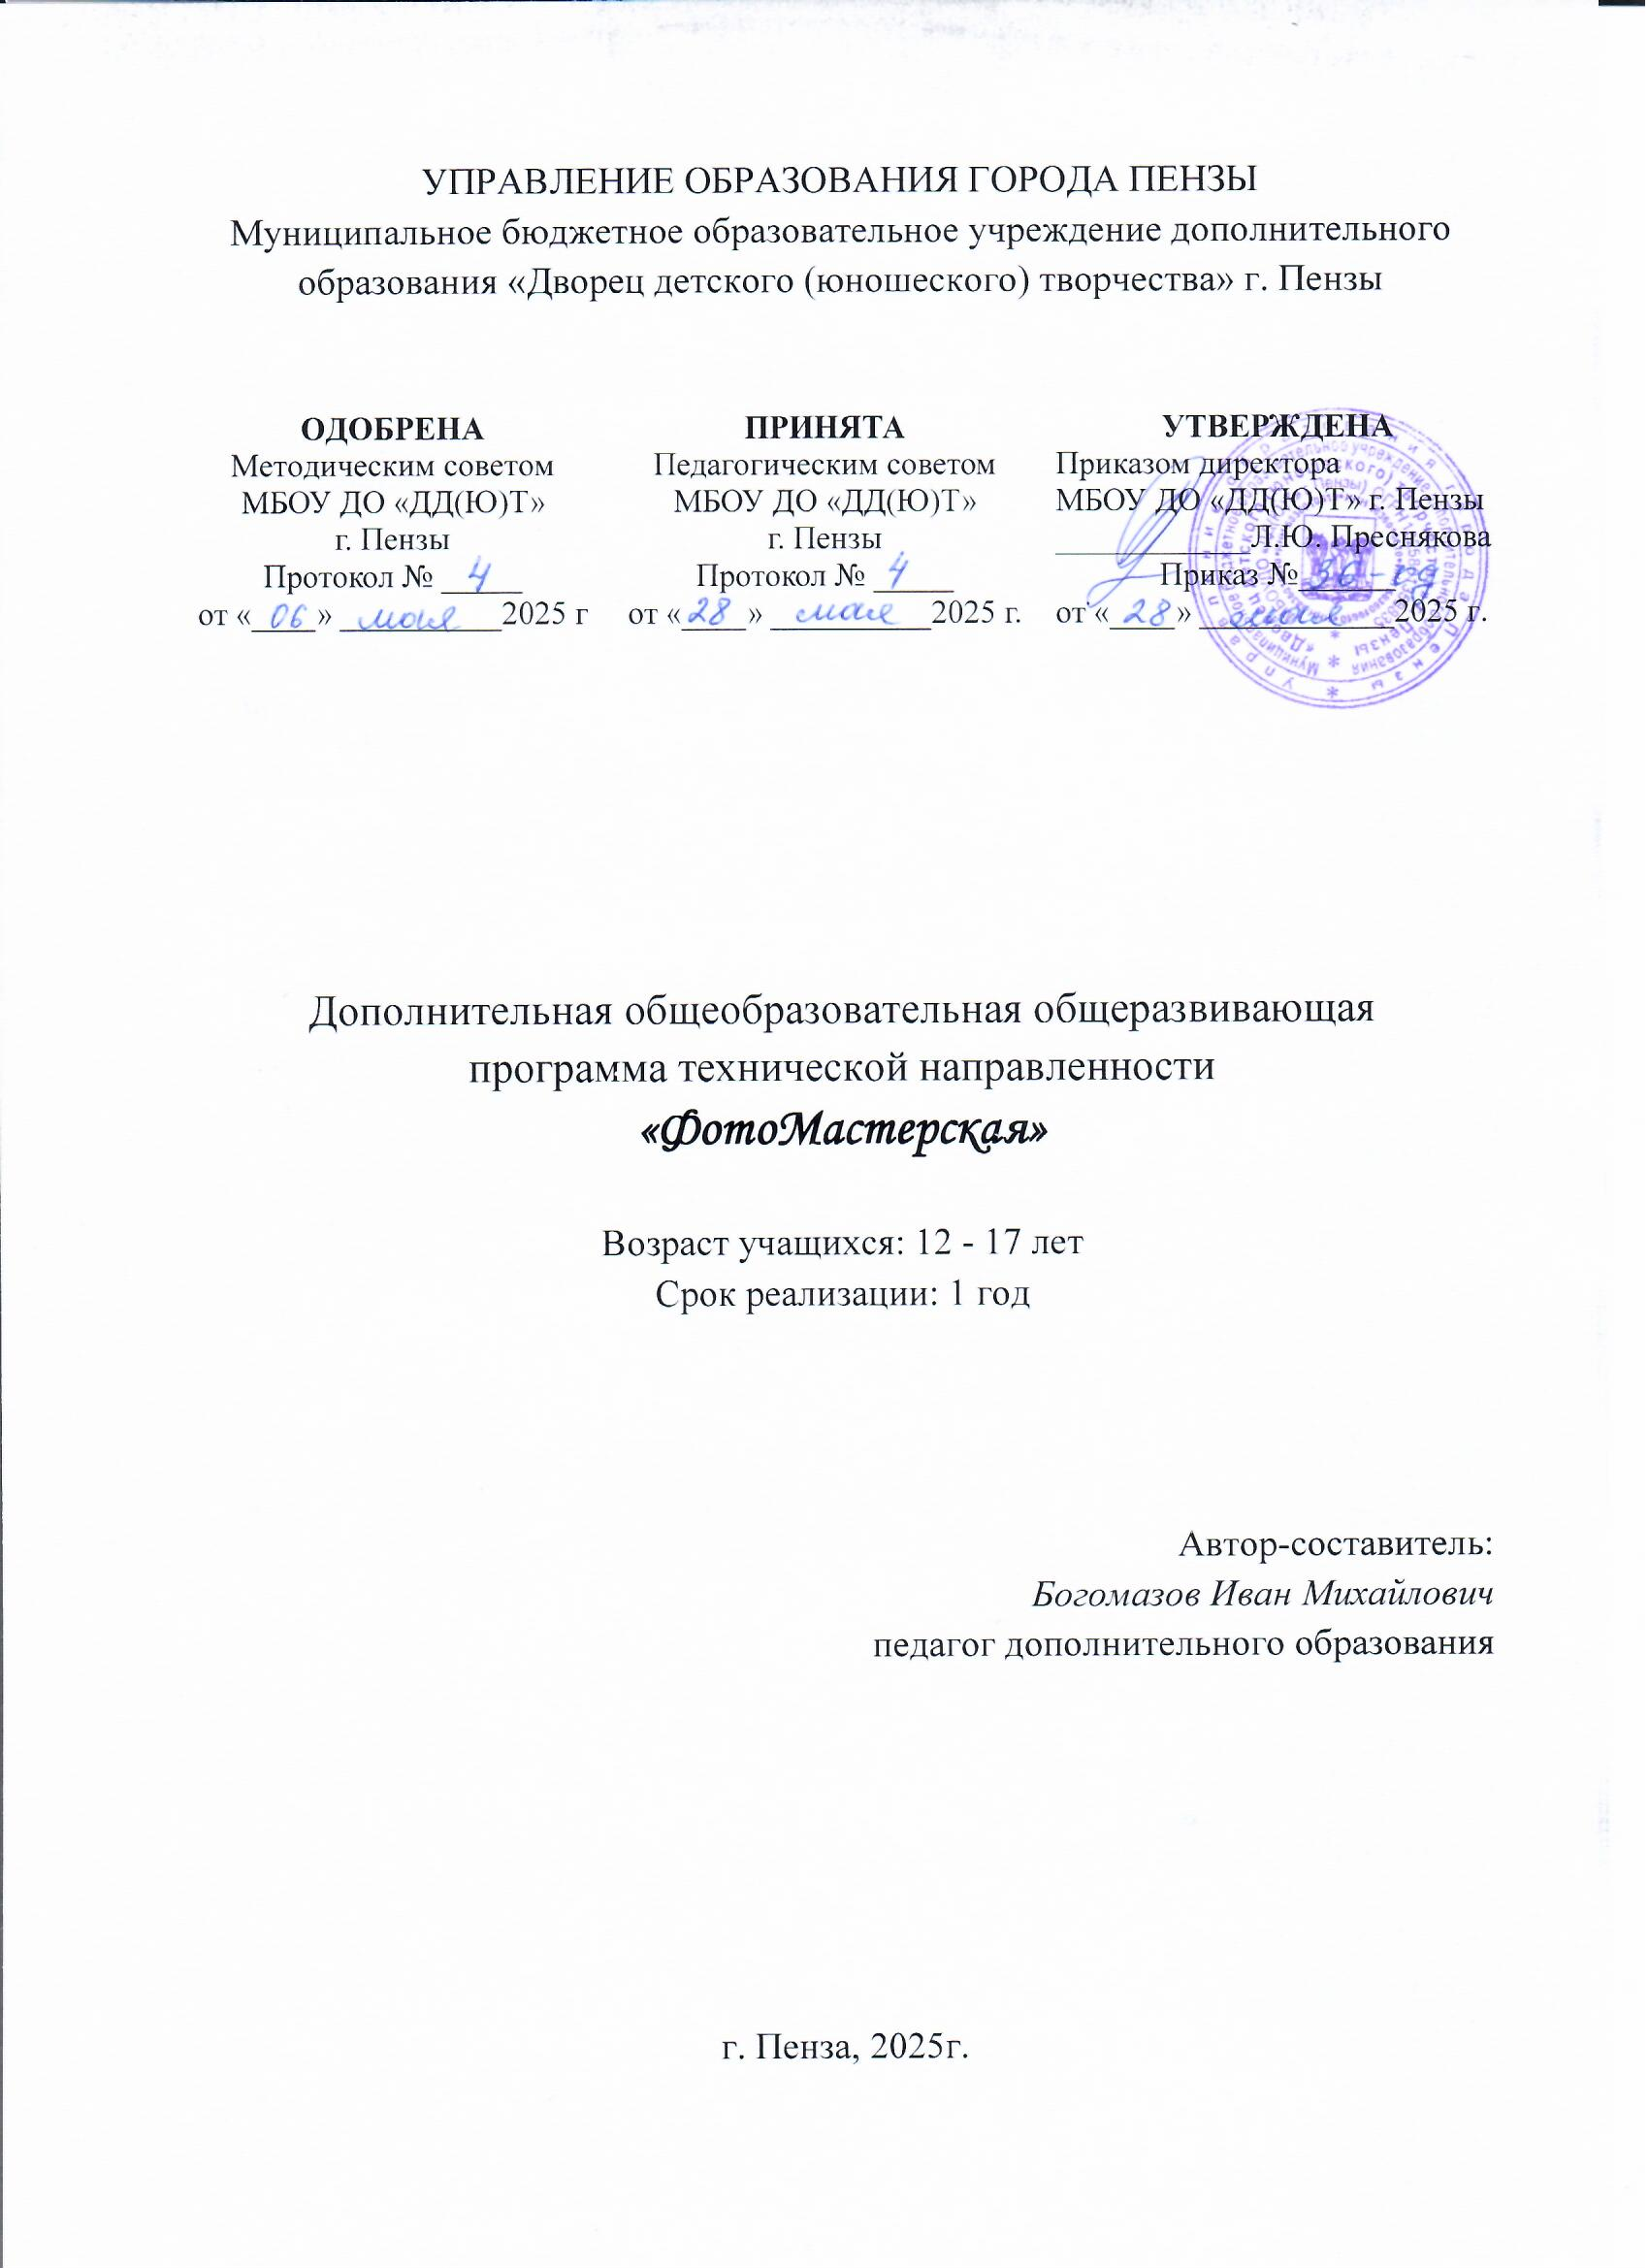 УПРАВЛЕНИЕ ОБРАЗОВАНИЯ ГОРОДА ПЕНЗЫ
Муниципальное бюджетное образовательное учреждение дополнительного
образования «Дворец детского (юношеского) творчества» г. Пензы
ОДОБРЕНА
Методическим советом
МБОУ ДО «ДД(Ю)Т»
г. Пензы
Протокол № 4
от «06» мая 2025 г
ПРИНЯТА
Педагогическим советом
МБОУ ДО «ДД(Ю)Т»
г. Пензы
Протокол № 4
от «28» мая 2025 г.
УТВЕРЖДЕНА
Приказом директора
МБОУ ДО «ДД(Ю)Т» г. Пензы
Л.Ю. Преснякова
Приказ №
от «28» 2025 г.
Дополнительная общеобразовательная общеразвивающая
программа технической направленности
«ФотоМастерская»
Возраст учащихся: 12 - 17 лет
Срок реализации: 1 год
Автор-составитель:
Богомазов Иван Михайлович
педагог дополнительного образования
г. Пенза, 2025г.